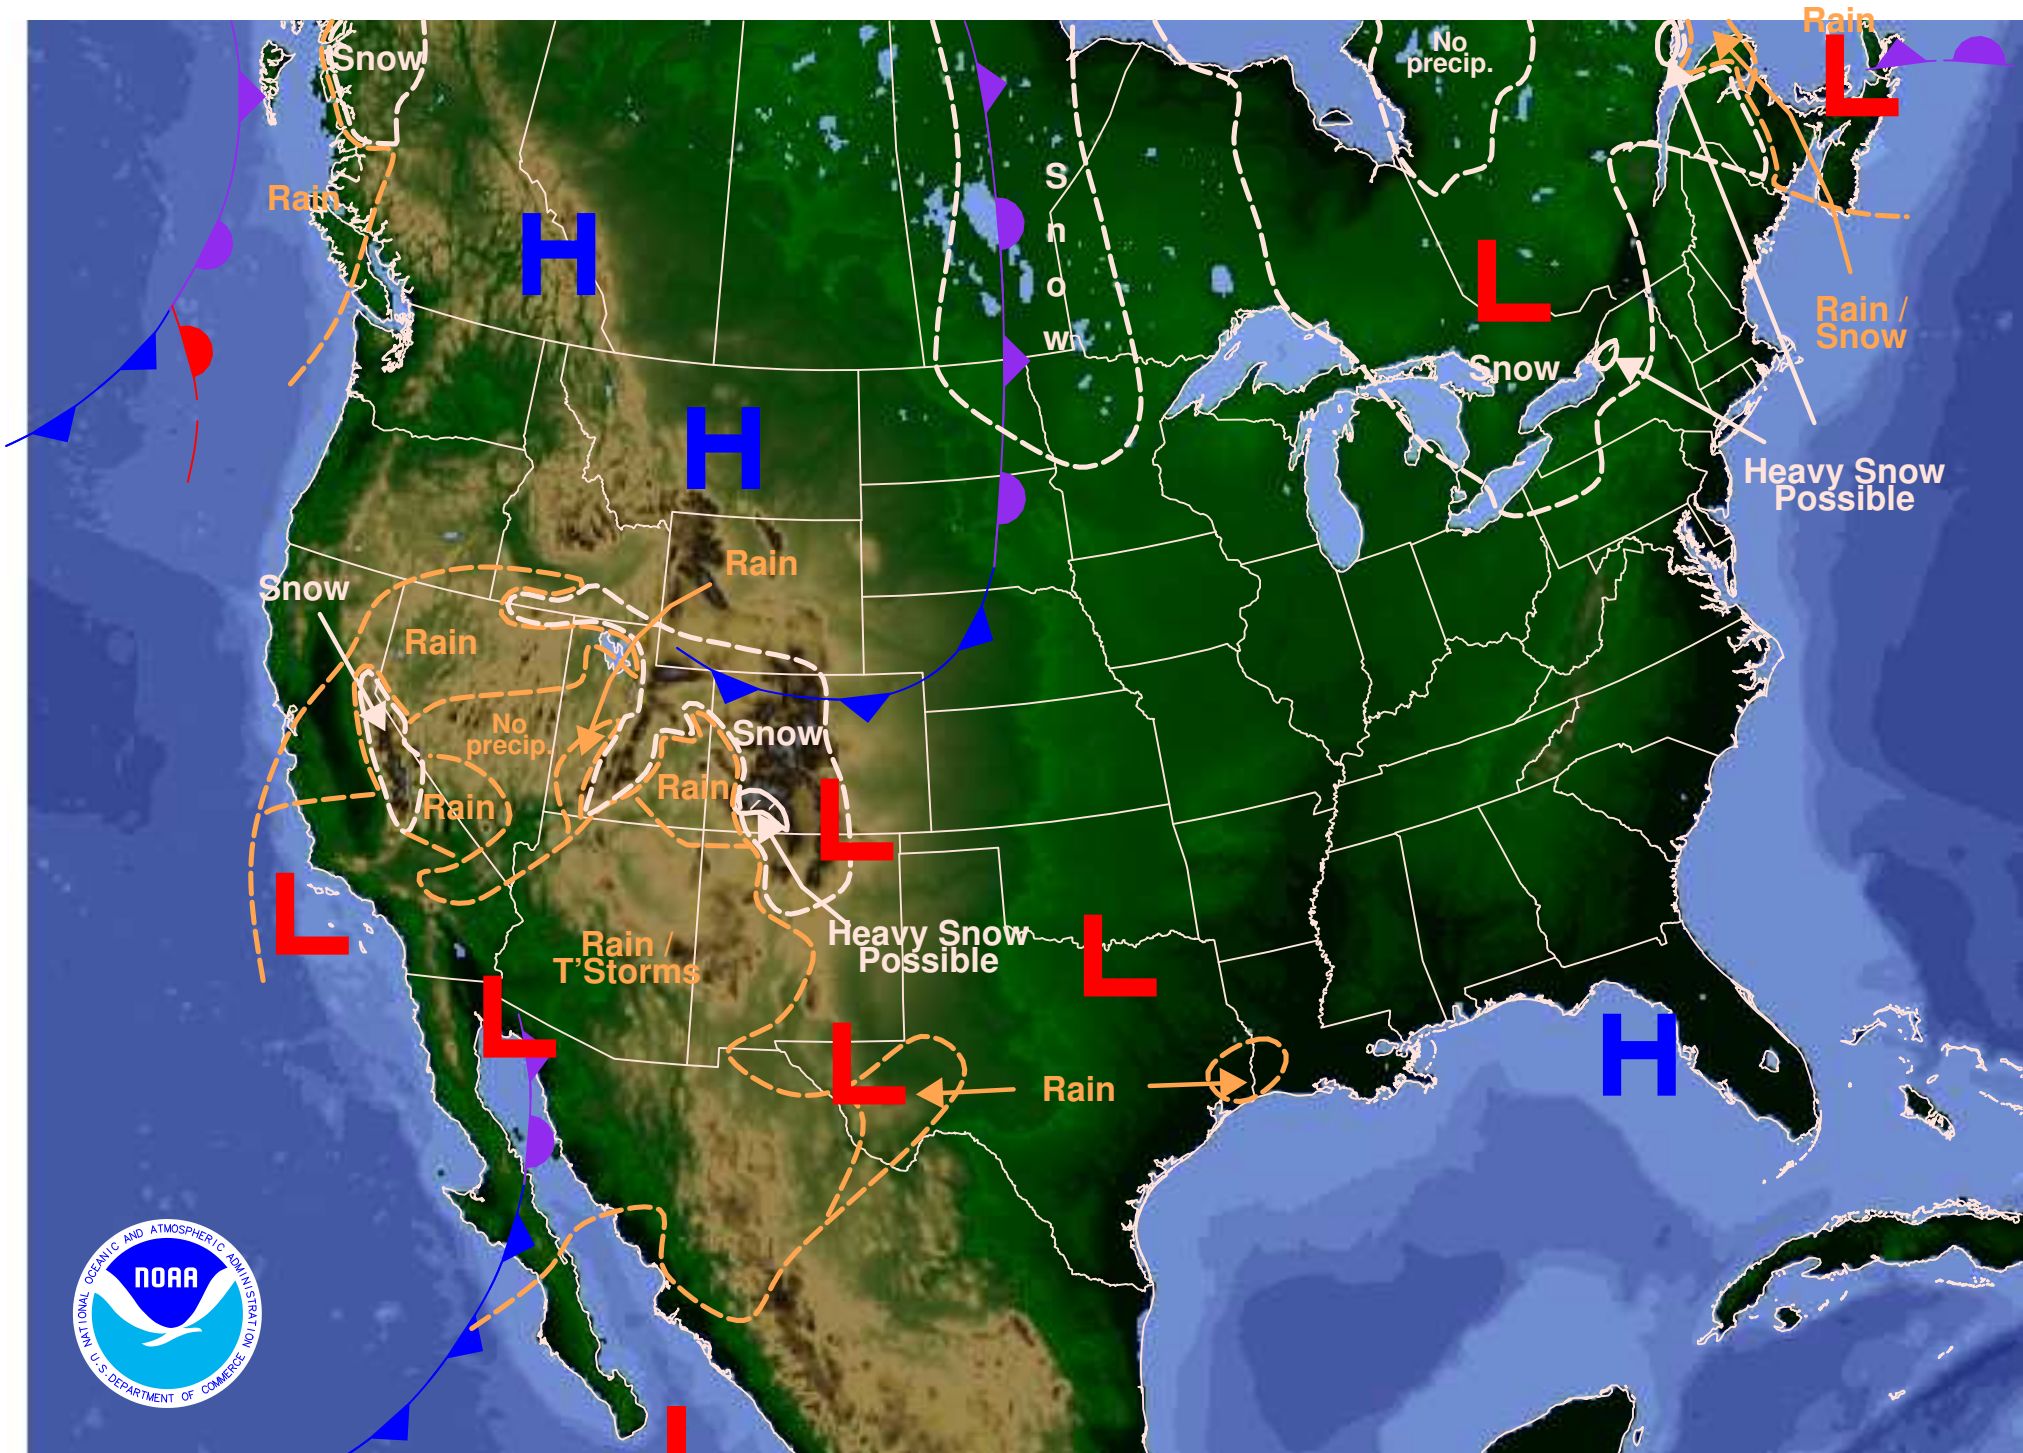 Rain
L
No
precip.
Snow
Rain
S
n
o
w
H
L
Rain /
Snow
Snow
H
Heavy Snow
Possible
Rain
Snow
Rain
No
precip.
Snow
Rain
Rain
L
L
Heavy Snow
Possible
Rain /
T'Storms
L
L
L
H
Rain
NATIONAL OCEANIC AND ATMOSPHERIC ADMINISTRATION
NOAA
U.S. DEPARTMENT OF COMMERCE